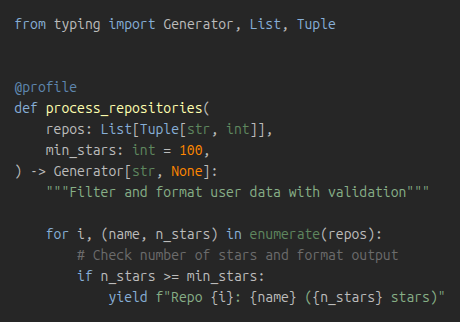 from typing import Generator, List, Tuple
@profile
def process_repositories(
repos: List[Tuple[str, int]],
min_stars: int = 100,
) -> Generator[str, None]:
"""Filter and format user data with validation"""
for i, (name, n_stars) in enumerate(repos):
# Check number of stars and format output
if n_stars >= min_stars:
yield f"Repo {i}: {name} ({n_stars} stars)"